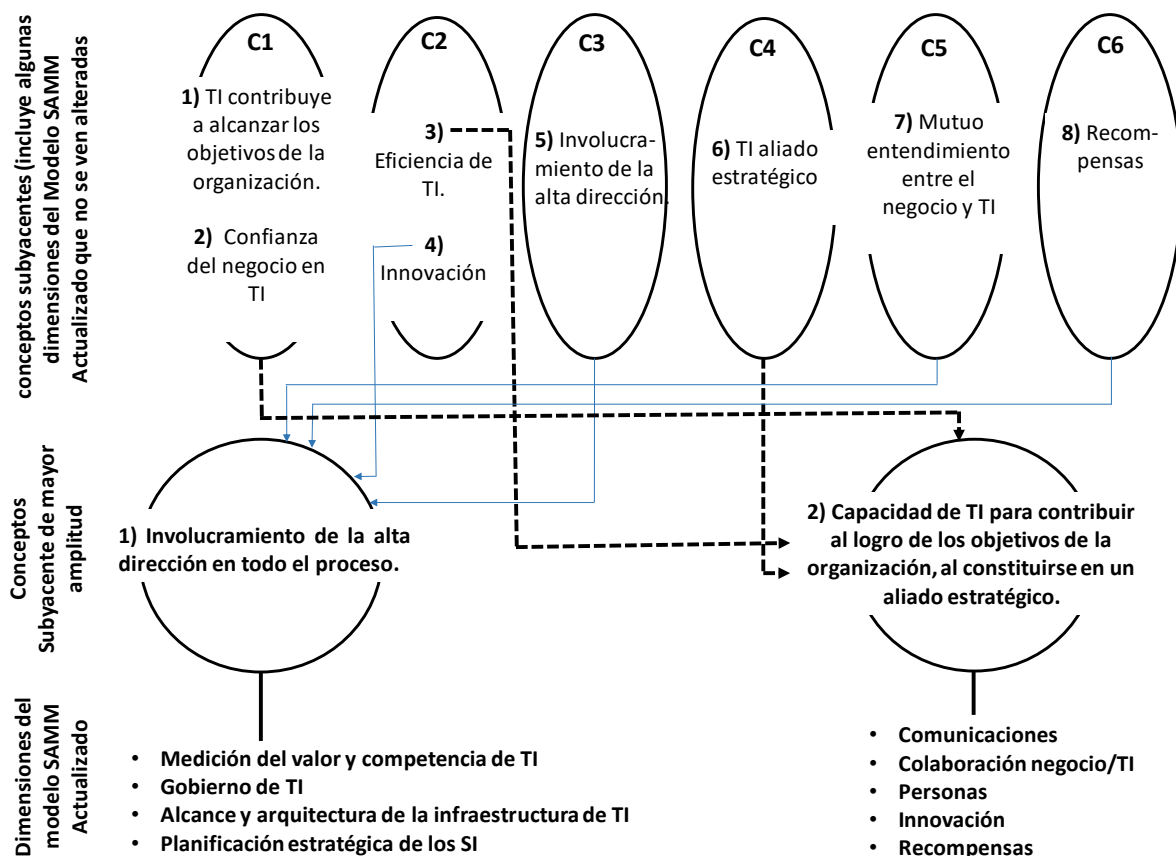 conceptos subyacentes (incluye algunas
dimensiones del Modelo SAMM
Actualizado que no se ven alteradas
C1
1) TI contribuye
a alcanzar los
objetivos de la
organización.
2) Confianza
del negocio en
TI
C2
3)
Eficiencia de
TI.
4)
Innovación
C3
5) Involucra-
miento de la
alta dirección.
C4
6) TI aliado
estratégico
C5
7) Mutuo
entendimiento
entre el
negocio y TI
C6
8) Recom-
pensas
Conceptos
Subyacente de mayor
amplitud
1) Involucramiento de la alta
dirección en todo el proceso.
2) Capacidad de TI para contribuir
al logro de los objetivos de la
organización, al constituirse en un
aliado estratégico.
Dimensiones del
modelo SAMM
Actualizado
• Medición del valor y competencia de TI
• Gobierno de TI
• Alcance y arquitectura de la infraestructura de TI
• Planificación estratégica de los SI
• Comunicaciones
• Colaboración negocio/TI
• Personas
• Innovación
• Recompensas